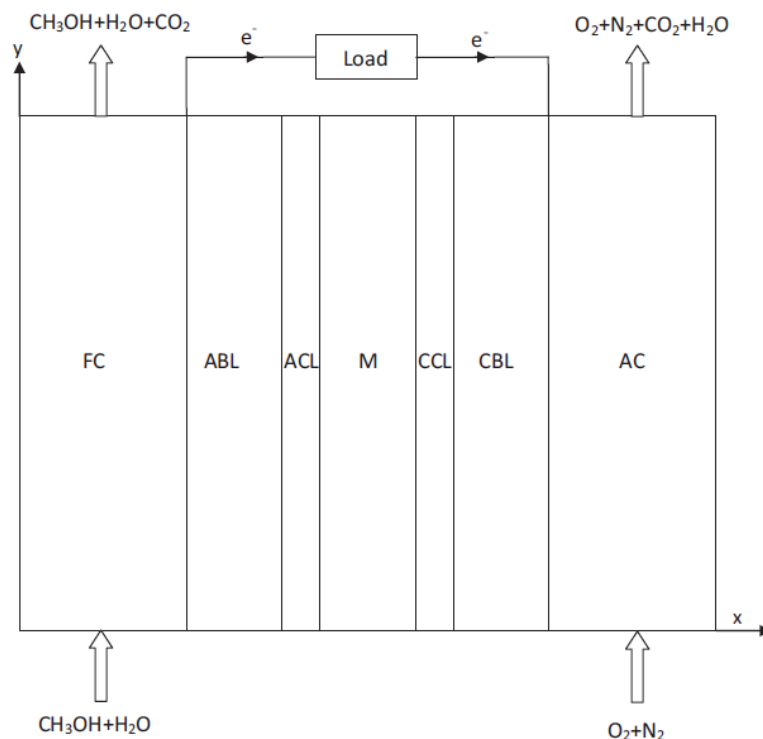 CH₃OH+H₂O+CO₂
O₂+N₂+CO₂+H₂O
y
e⁻
Load
e⁻
FC
ABL
ACL
M
CCL
CBL
AC
x
CH₃OH+H₂O
O₂+N₂